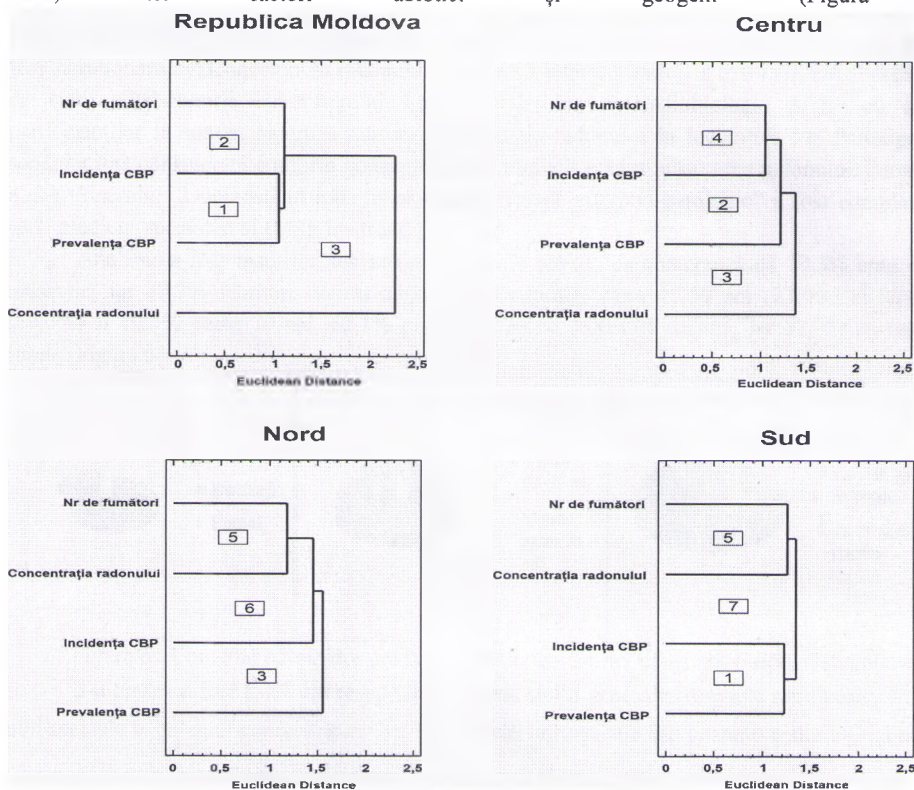 factori
și
(Figura
Republica Moldova
Nr de fumători
2
Incidența CBP
1
Prevalența CBP
3
Concentrația radonului
0 0,5 1 1,5 2 2,5
Euclidean Distance
Centru
Nr de fumători
4
Incidența CBP
2
Prevalența CBP
3
Concentrația radonului
0 0,5 1 1,5 2 2,5
Euclidean Distance
Nord
Nr de fumători
5
Concentrația radonului
6
Incidența CBP
3
Prevalența CBP
0 0,5 1 1,5 2 2,5
Euclidean Distance
Sud
Nr de fumători
5
Concentrația radonului
7
Incidența CBP
1
Prevalența CBP
0 0,5 1 1,5 2 2,5
Euclidean Distance